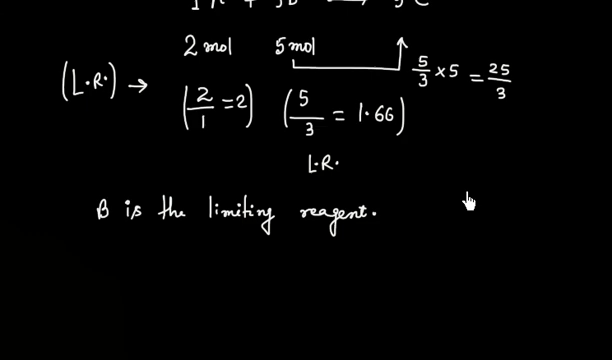 2 mol 5 mol
5/3 × 5 = 25/3
(L.R.) → (2/1 = 2) (5/3 = 1.66)
L.R.
B is the limiting reagent.